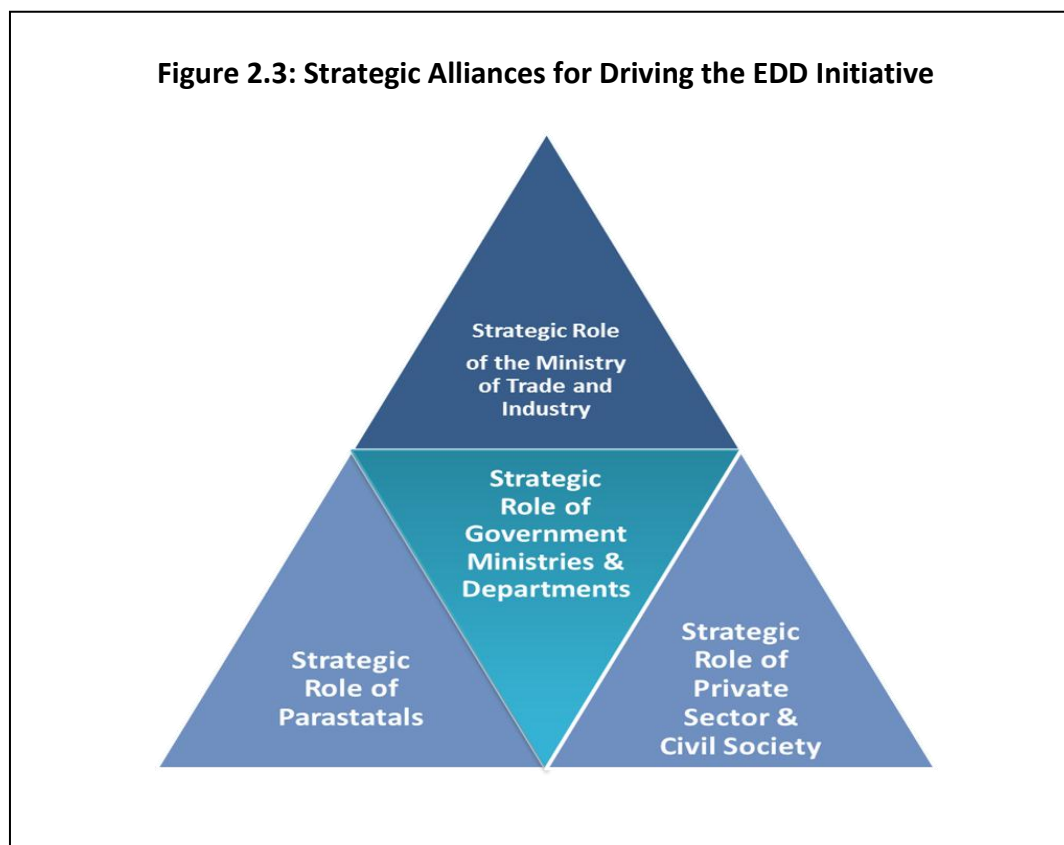 Figure 2.3: Strategic Alliances for Driving the EDD Initiative
Strategic Role
of the Ministry
of Trade and
Industry
Strategic
Role of
Government
Ministries &
Departments
Strategic
Role of
Parastatals
Strategic
Role of
Private
Sector &
Civil Society